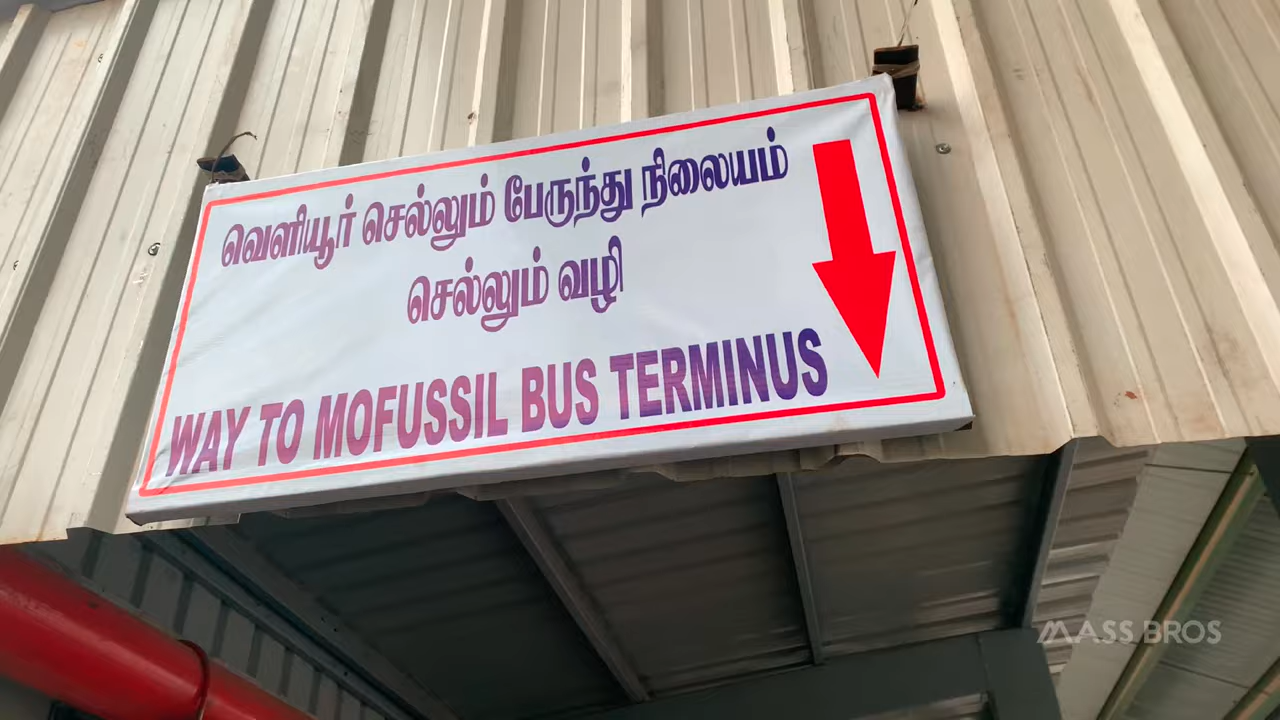 வெளியூர் செல்லும் பேருந்து நிலையம்
செல்லும் வழி
WAY TO MOFUSSIL BUS TERMINUS
MASS BROS